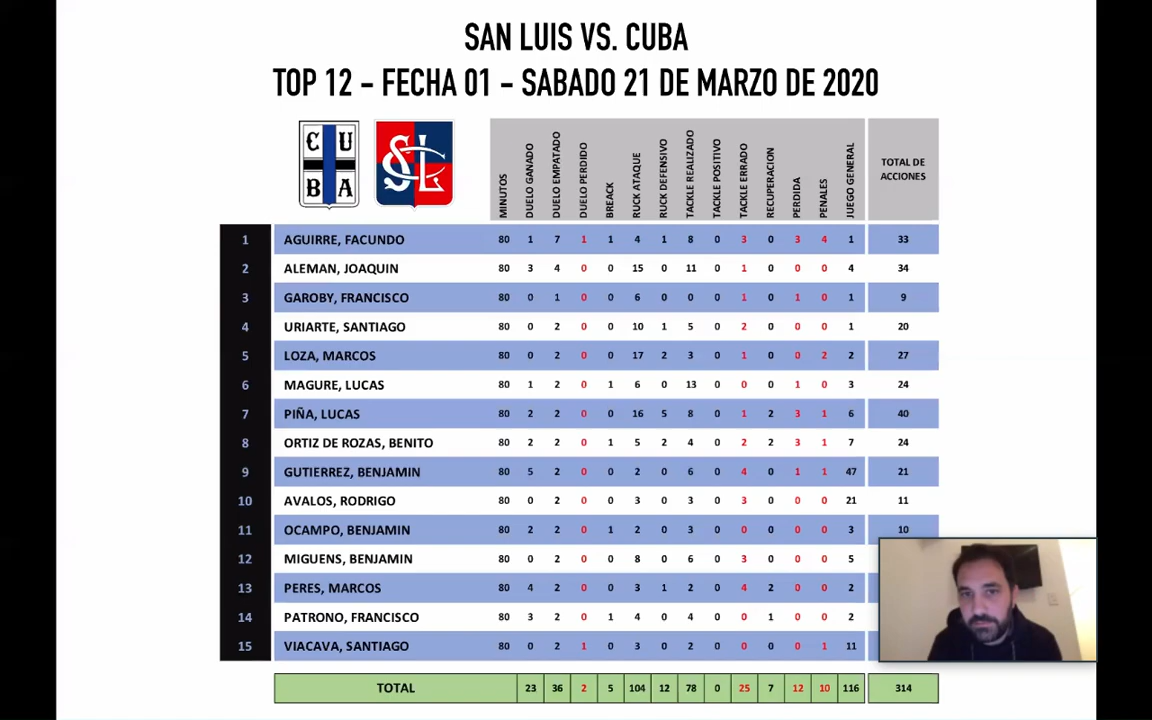 SAN LUIS VS. CUBA
TOP 12 - FECHA 01 - SABADO 21 DE MARZO DE 2020
C U B A
SL
MINUTOS DUELO GANADO DUELO EMPATADO DUELO PERDIDO BREACK RUCK ATAQUE RUCK DEFENSIVO TACKLE REALIZADO TACKLE POSITIVO TACKLE ERRADO RECUPERACION PERDIDA PENALES JUEGO GENERAL TOTAL DE ACCIONES
1 AGUIRRE, FACUNDO 80 1 7 1 1 4 1 8 0 3 0 3 4 1 33
2 ALEMAN, JOAQUIN 80 3 4 0 0 15 0 11 0 1 0 0 0 4 34
3 GAROBY, FRANCISCO 80 0 1 0 0 6 0 0 0 1 0 1 0 1 9
4 URIARTE, SANTIAGO 80 0 2 0 0 10 1 5 0 2 0 0 0 1 20
5 LOZA, MARCOS 80 0 2 0 0 17 2 3 0 1 0 0 2 2 27
6 MAGURE, LUCAS 80 1 2 0 1 6 0 13 0 0 0 1 0 3 24
7 PIÑA, LUCAS 80 2 2 0 0 16 5 8 0 1 2 3 1 6 40
8 ORTIZ DE ROZAS, BENITO 80 2 2 0 1 5 2 4 0 2 2 3 1 7 24
9 GUTIERREZ, BENJAMIN 80 5 2 0 0 2 0 6 0 4 0 1 1 47 21
10 AVALOS, RODRIGO 80 0 2 0 0 3 0 3 0 3 0 0 0 21 11
11 OCAMPO, BENJAMIN 80 2 2 0 1 2 0 3 0 0 0 0 0 3 10
12 MIGUENS, BENJAMIN 80 0 2 0 0 8 0 6 0 3 0 0 0 5
13 PERES, MARCOS 80 4 2 0 0 3 1 2 0 4 2 0 0 2
14 PATRONO, FRANCISCO 80 3 2 0 1 4 0 4 0 0 1 0 0 2
15 VIACAVA, SANTIAGO 80 0 2 1 0 3 0 2 0 0 0 0 1 11
TOTAL 23 36 2 5 104 12 78 0 25 7 12 10 116 314